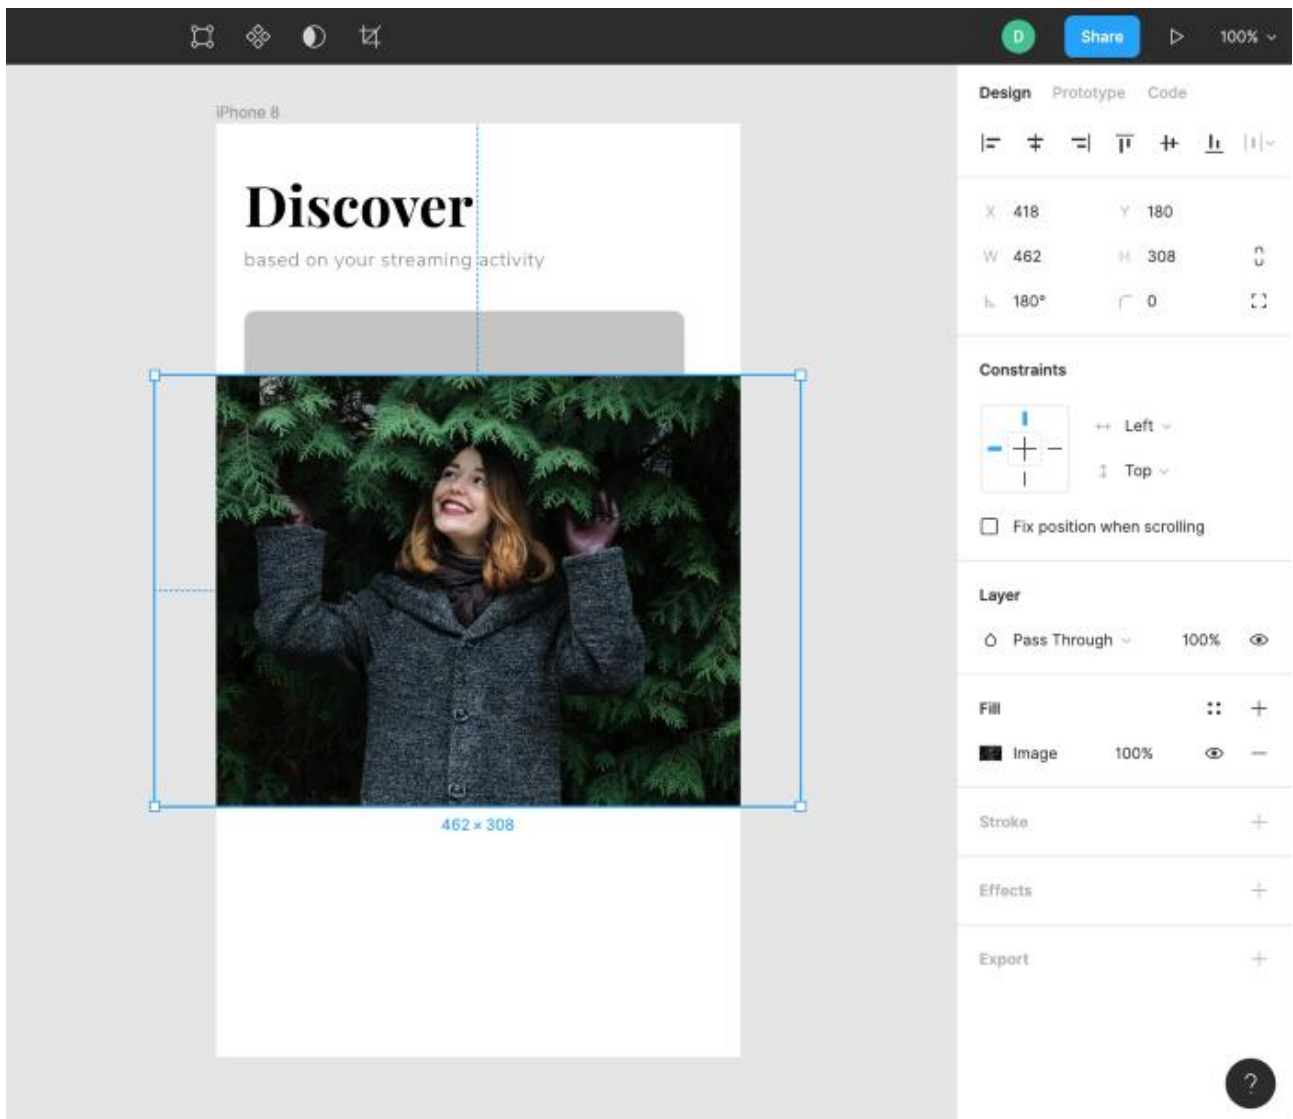 D Share 100%
Design Prototype Code
iPhone 8
Discover
based on your streaming activity
X 418 Y 180
W 462 H 308
180° 0
Constraints
Left
Top
Fix position when scrolling
Layer
Pass Through 100%
Fill
Image 100%
462 × 308
Stroke
Effects
Export
?